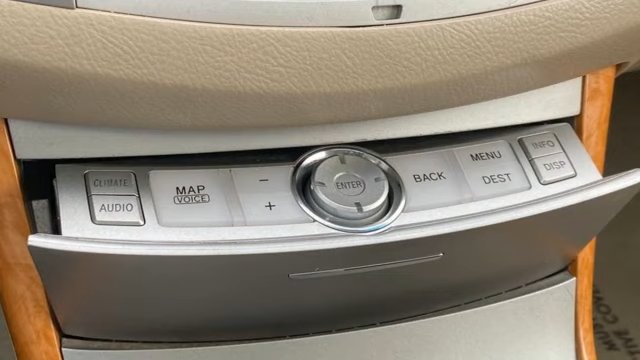 CLIMATE
AUDIO
MAP
VOICE
−
+
ENTER
BACK
MENU
DEST
INFO
DISP